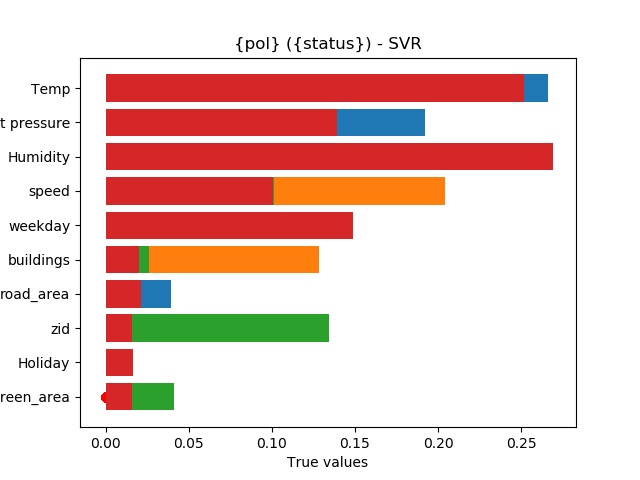 {pol} ({status}) - SVR
Temp
t pressure
Humidity
speed
weekday
buildings
road_area
zid
Holiday
reen_area
0.00 0.05 0.10 0.15 0.20 0.25
True values